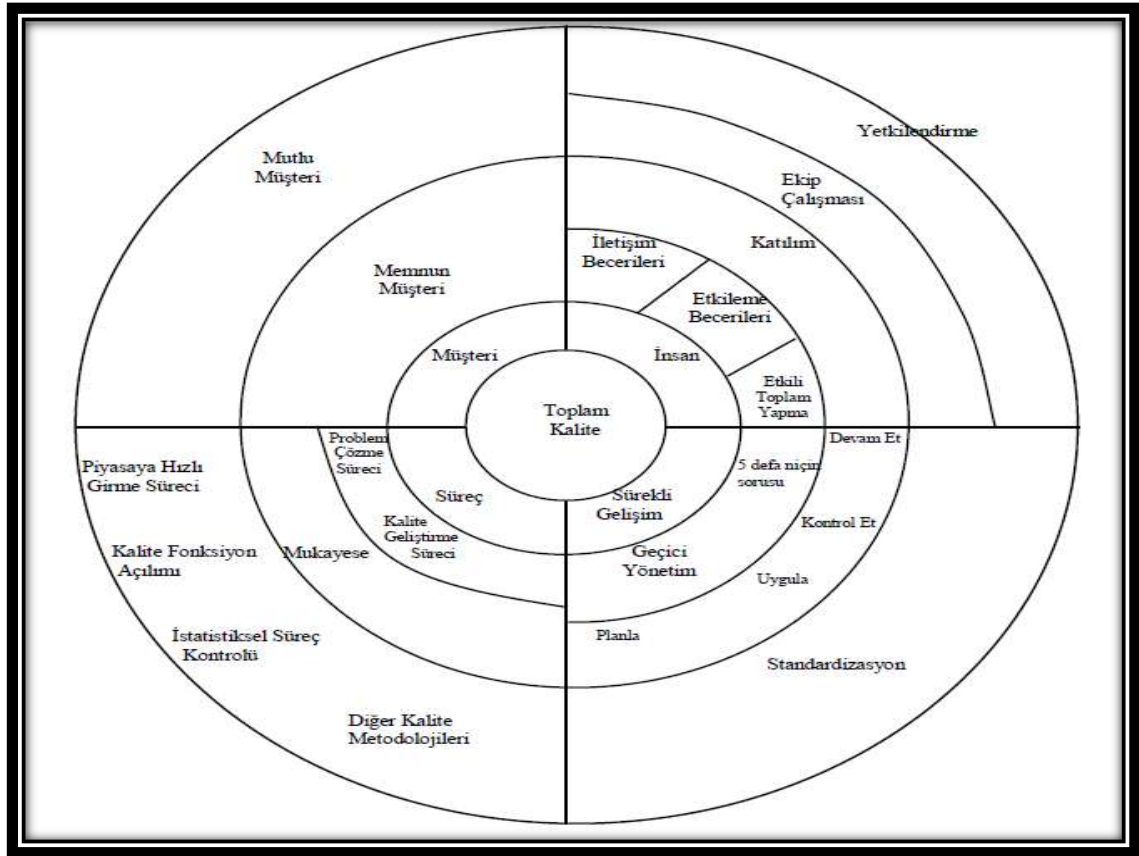 Yetkilendirme
Mutlu
Müşteri
Ekip
Çalışması
İletişim
Becerileri
Katılım
Memnun
Müşteri
Etkileme
Becerileri
Müşteri
İnsan
Etkili
Toplam
Yapma
Toplam
Kalite
Problem
Çözme
Süreci
Devam Et
Piyasaya Hızlı
Girme Süreci
5 defa niçin
sorusu
Süreç
Sürekli
Gelişim
Kalite
Geliştirme
Süreci
Kontrol Et
Kalite Fonksiyon
Açılımı
Mukayese
Geçici
Yönetim
Uygula
İstatistiksel Süreç
Kontrolü
Planla
Standardizasyon
Diğer Kalite
Metodolojileri